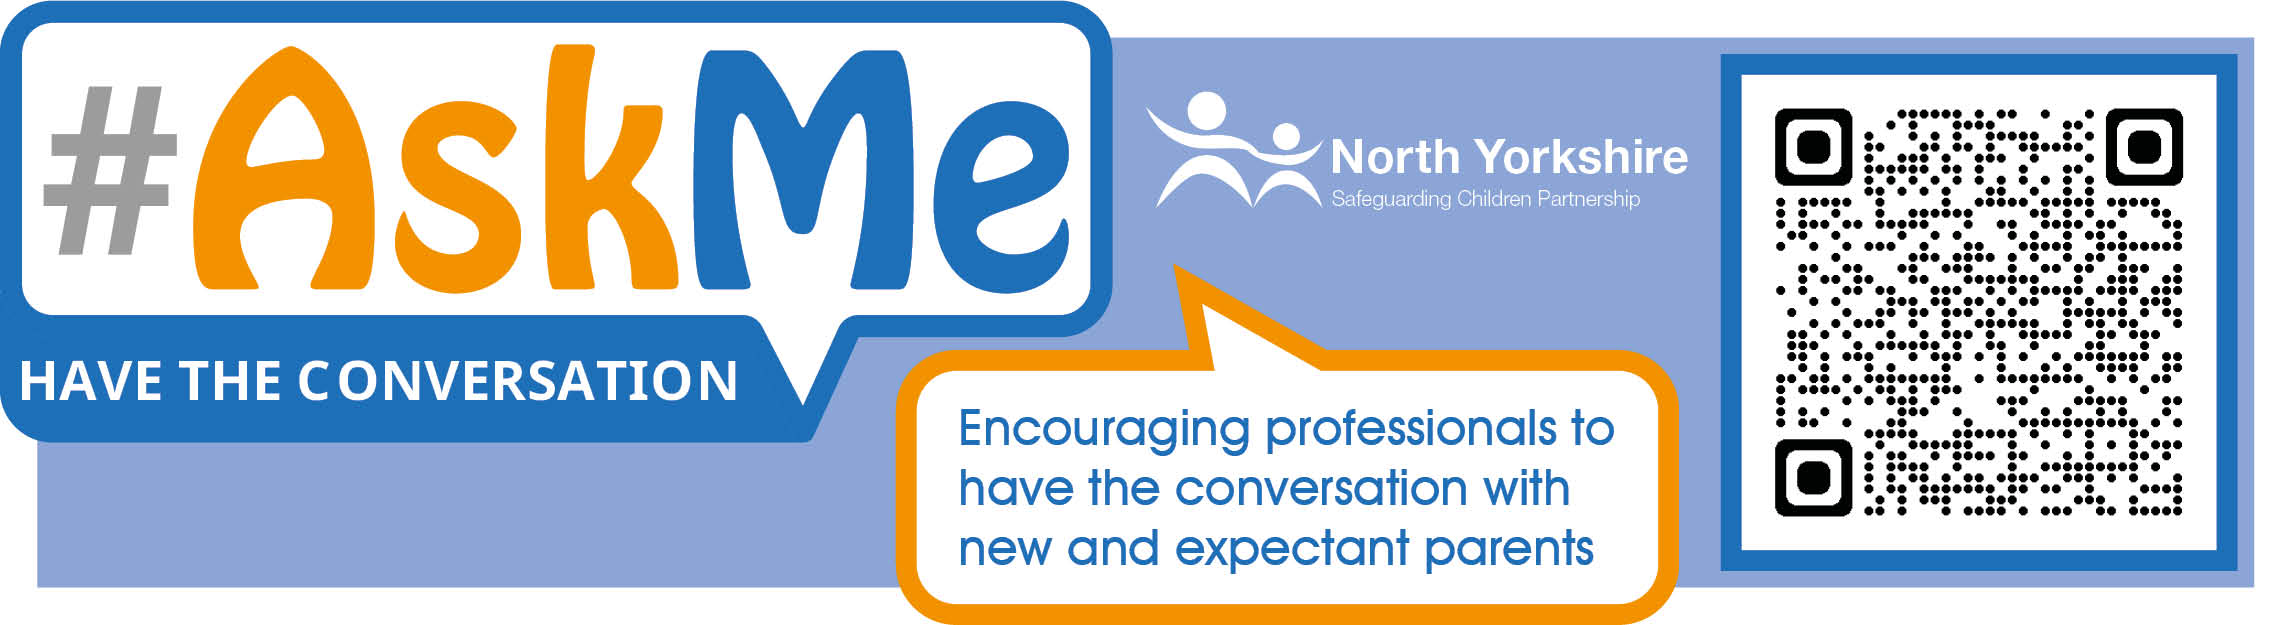 #AskMe
HAVE THE CONVERSATION
North Yorkshire
Safeguarding Children Partnership
Encouraging professionals to
have the conversation with
new and expectant parents